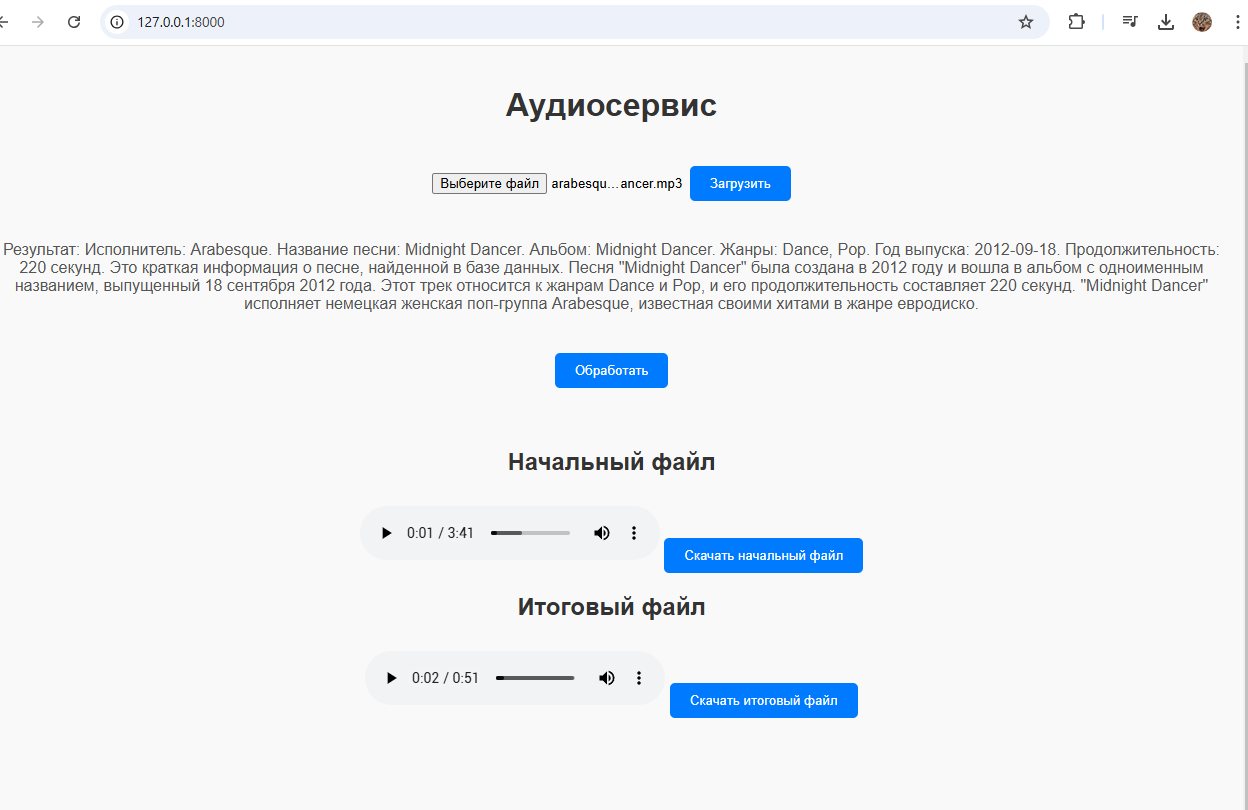 127.0.0.1:8000
Аудиосервис
Выберите файл arabesqu...ancer.mp3 Загрузить
Результат: Исполнитель: Arabesque. Название песни: Midnight Dancer. Альбом: Midnight Dancer. Жанры: Dance, Pop. Год выпуска: 2012-09-18. Продолжительность:
220 секунд. Это краткая информация о песне, найденной в базе данных. Песня "Midnight Dancer" была создана в 2012 году и вошла в альбом с одноименным
названием, выпущенный 18 сентября 2012 года. Этот трек относится к жанрам Dance и Pop, и его продолжительность составляет 220 секунд. "Midnight Dancer"
исполняет немецкая женская поп-группа Arabesque, известная своими хитами в жанре евродиско.
Обработать
Начальный файл
0:01 / 3:41
Скачать начальный файл
Итоговый файл
0:02 / 0:51
Скачать итоговый файл